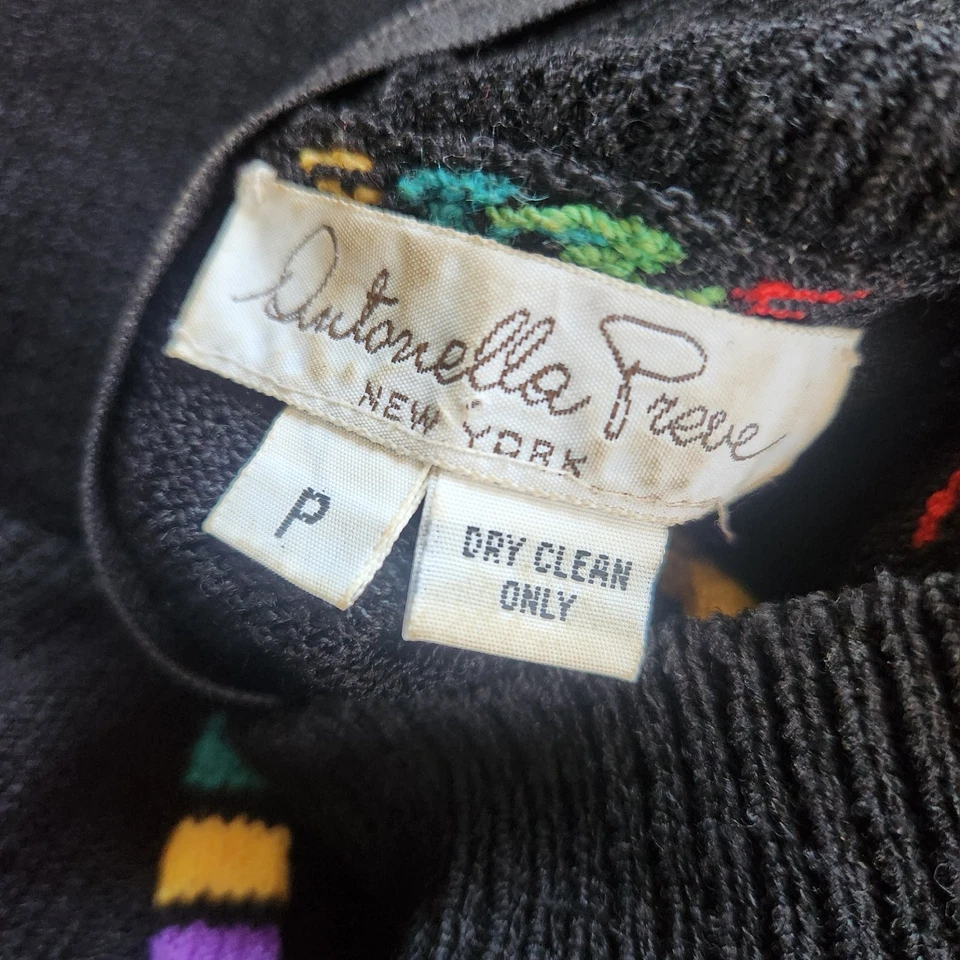 Antonella Preve
NEW YORK
P
DRY CLEAN
ONLY